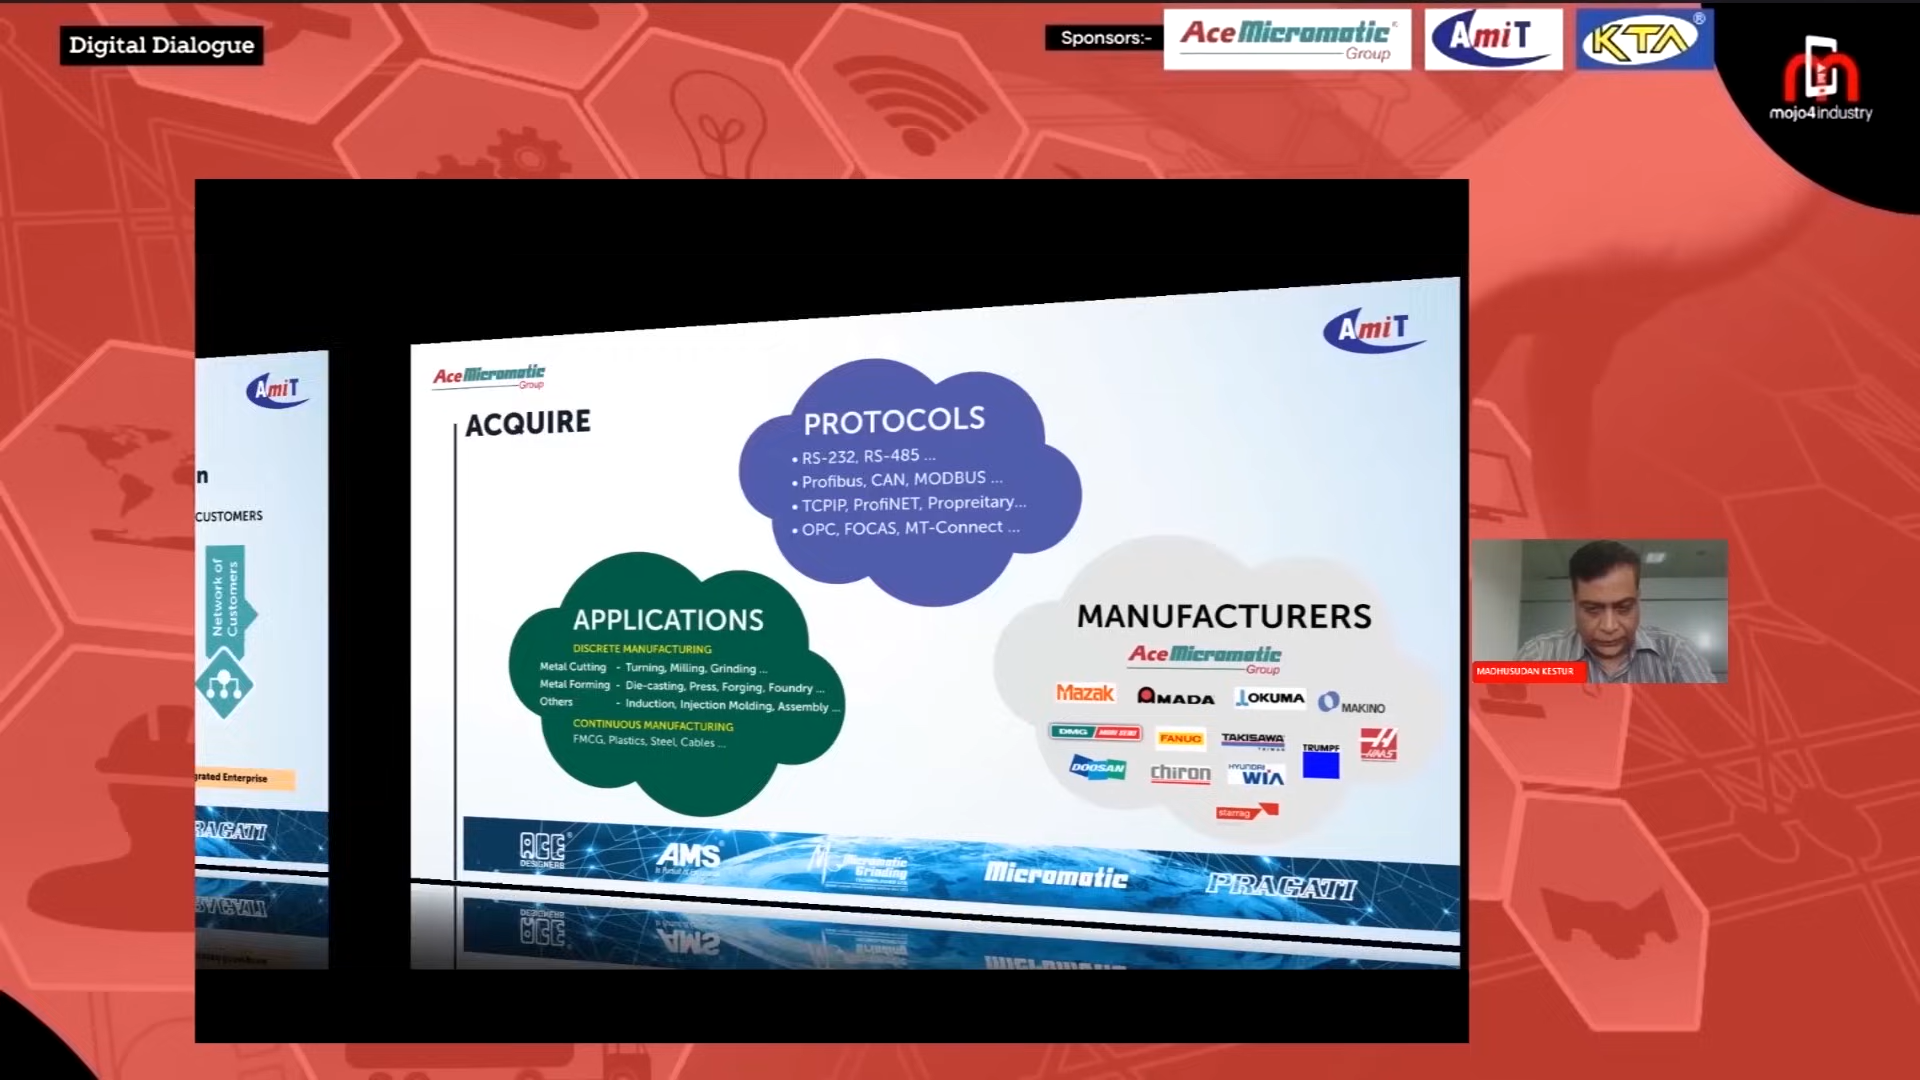 Digital Dialogue
Sponsors:-
Ace Micromatic
Group
AmiT
KTA®
mojo4industry
AmiT
n
CUSTOMERS
Network of
Customers
grated Enterprise
PRAGATI
Ace Micromatic
Group
AmiT
ACQUIRE
PROTOCOLS
• RS-232, RS-485 ...
• Profibus, CAN, MODBUS ...
• TCPIP, ProfiNET, Propreitary...
• OPC, FOCAS, MT-Connect ...
APPLICATIONS
DISCRETE MANUFACTURING
Metal Cutting - Turning, Milling, Grinding ...
Metal Forming - Die-casting, Press, Forging, Foundry ...
Others - Induction, Injection Molding, Assembly ...
CONTINUOUS MANUFACTURING
FMCG, Plastics, Steel, Cables ...
MANUFACTURERS
Ace Micromatic
Group
Mazak AMADA OKUMA MAKINO
DMG MORI SEIKI FANUC TAKISAWA TAIWAN TRUMPF HAAS
DOOSAN chiron HYUNDAI WIA
starrag
ACE DESIGNERS
AMS
Micromatic Grinding
Micromatic
PRAGATI
MADHUSUDAN KESTUR